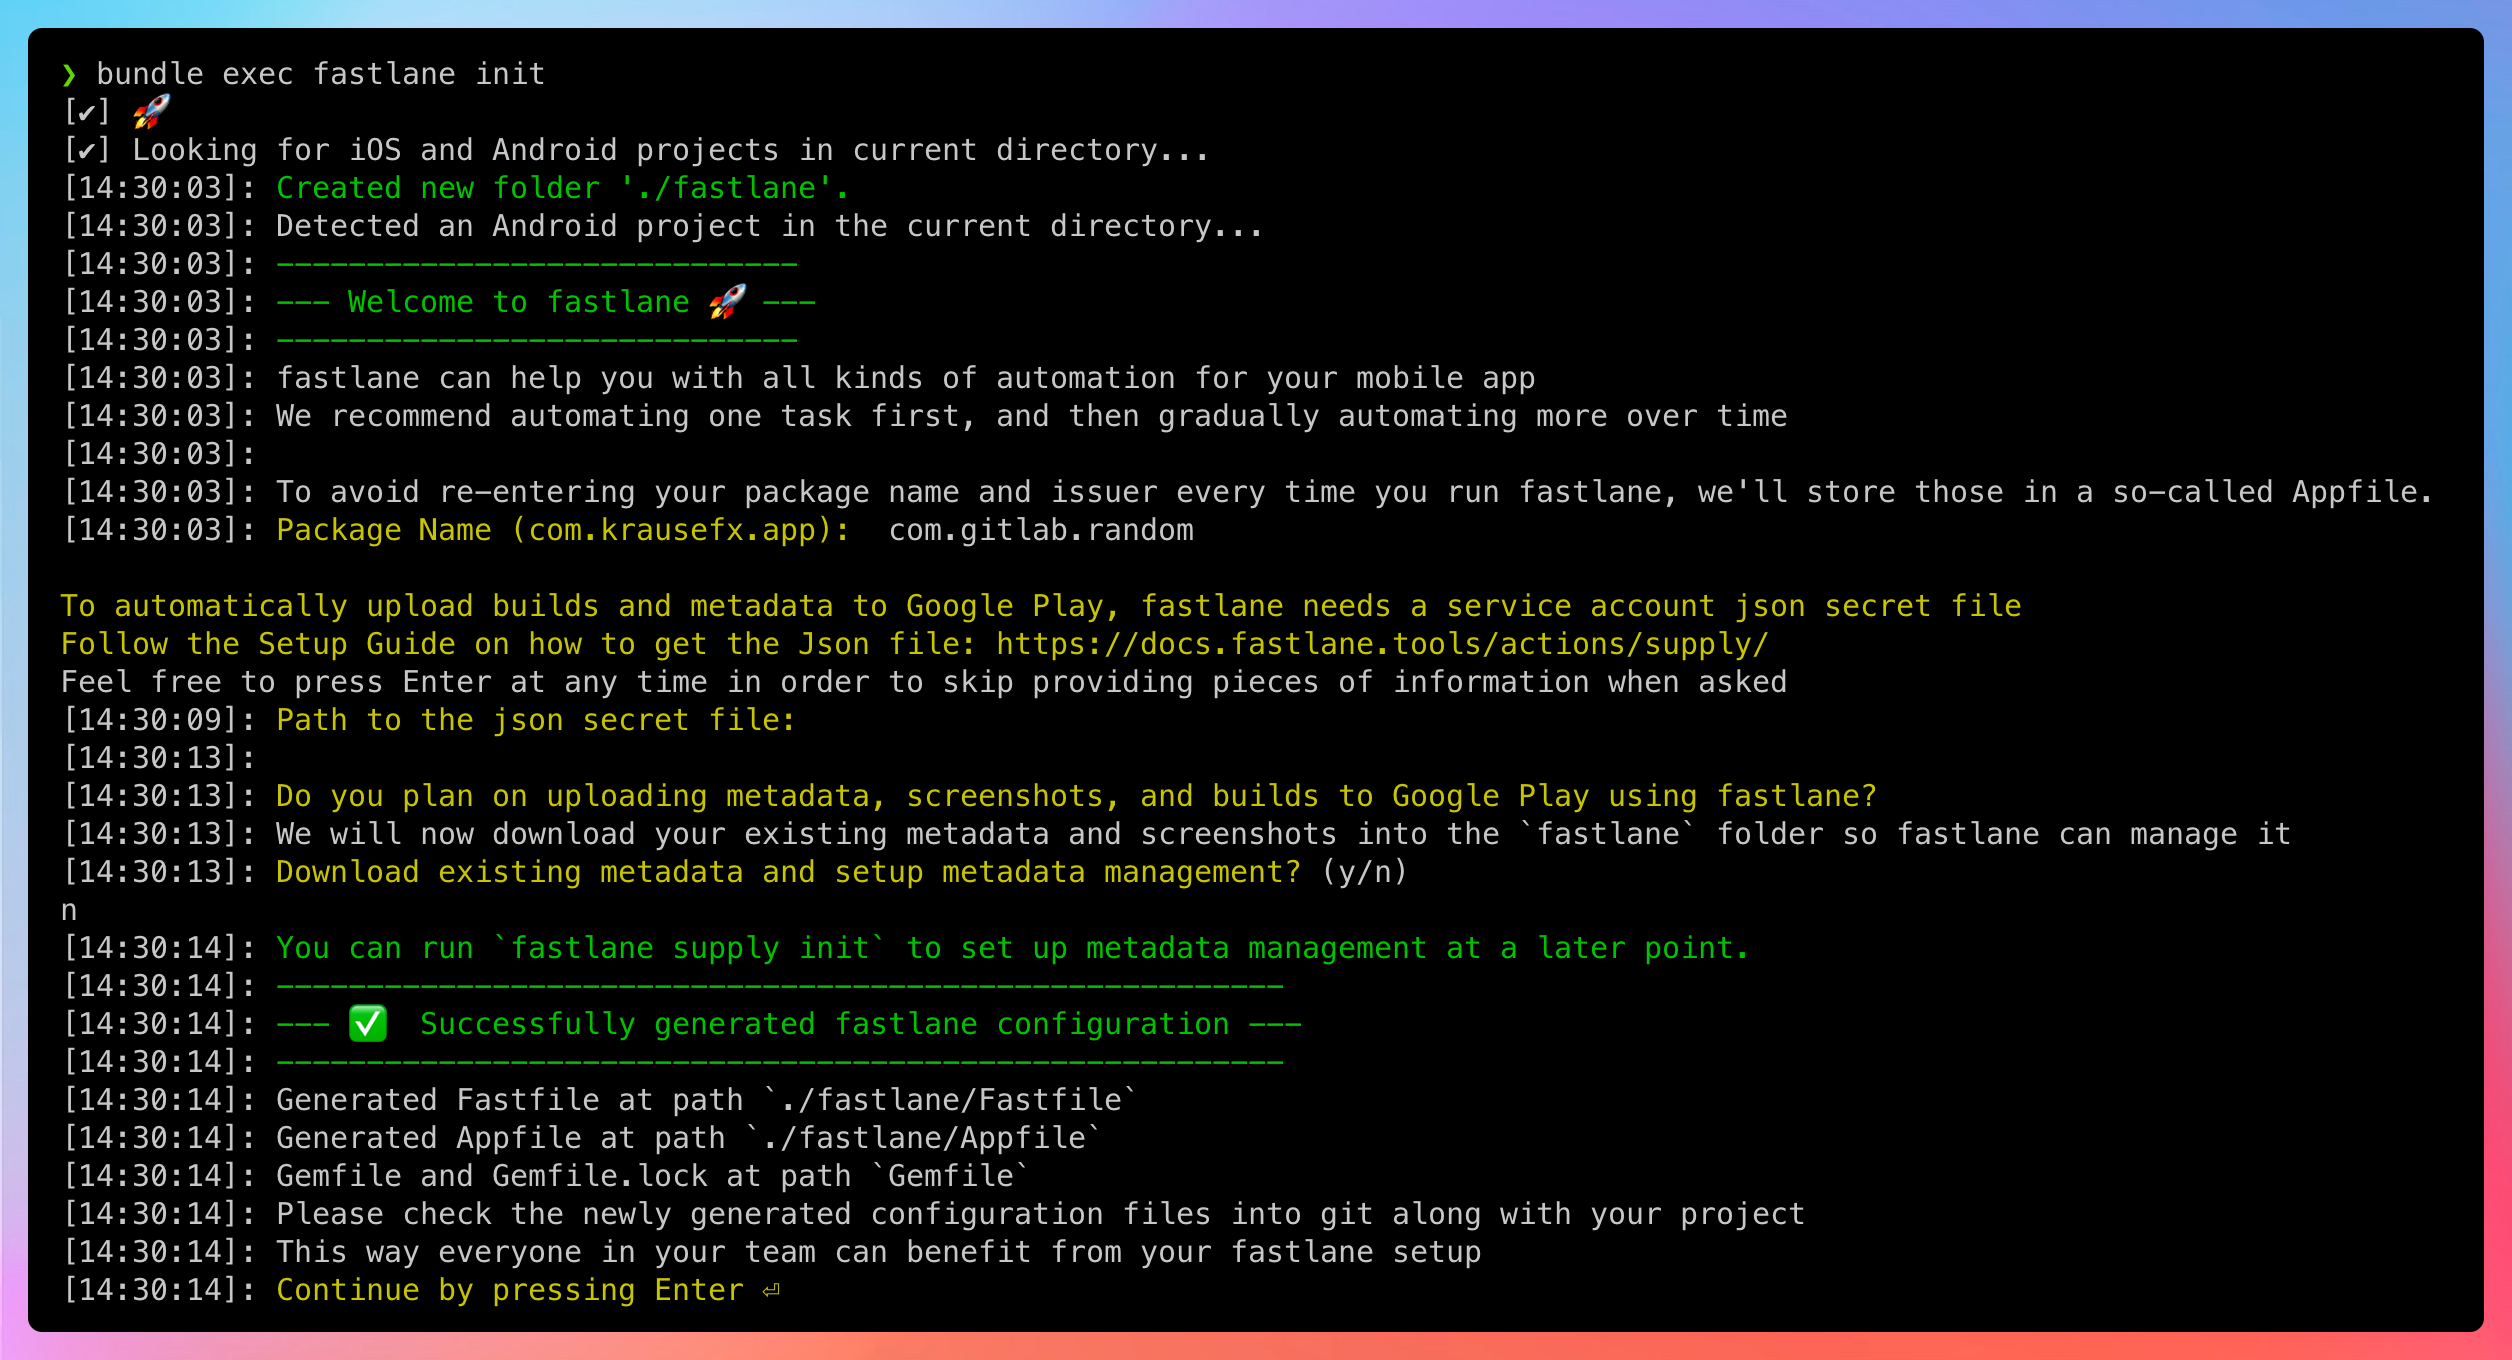 ❯ bundle exec fastlane init
[✔] 🚀
[✔] Looking for iOS and Android projects in current directory...
[14:30:03]: Created new folder './fastlane'.
[14:30:03]: Detected an Android project in the current directory...
[14:30:03]: -----------------------------
[14:30:03]: --- Welcome to fastlane 🚀 ---
[14:30:03]: -----------------------------
[14:30:03]: fastlane can help you with all kinds of automation for your mobile app
[14:30:03]: We recommend automating one task first, and then gradually automating more over time
[14:30:03]:
[14:30:03]: To avoid re-entering your package name and issuer every time you run fastlane, we'll store those in a so-called Appfile.
[14:30:03]: Package Name (com.krausefx.app):  com.gitlab.random
To automatically upload builds and metadata to Google Play, fastlane needs a service account json secret file
Follow the Setup Guide on how to get the Json file: https://docs.fastlane.tools/actions/supply/
Feel free to press Enter at any time in order to skip providing pieces of information when asked
[14:30:09]: Path to the json secret file:
[14:30:13]:
[14:30:13]: Do you plan on uploading metadata, screenshots, and builds to Google Play using fastlane?
[14:30:13]: We will now download your existing metadata and screenshots into the `fastlane` folder so fastlane can manage it
[14:30:13]: Download existing metadata and setup metadata management? (y/n)
n
[14:30:14]: You can run `fastlane supply init` to set up metadata management at a later point.
[14:30:14]: --------------------------------------------------------
[14:30:14]: --- ✅  Successfully generated fastlane configuration ---
[14:30:14]: --------------------------------------------------------
[14:30:14]: Generated Fastfile at path `./fastlane/Fastfile`
[14:30:14]: Generated Appfile at path `./fastlane/Appfile`
[14:30:14]: Gemfile and Gemfile.lock at path `Gemfile`
[14:30:14]: Please check the newly generated configuration files into git along with your project
[14:30:14]: This way everyone in your team can benefit from your fastlane setup
[14:30:14]: Continue by pressing Enter ⏎